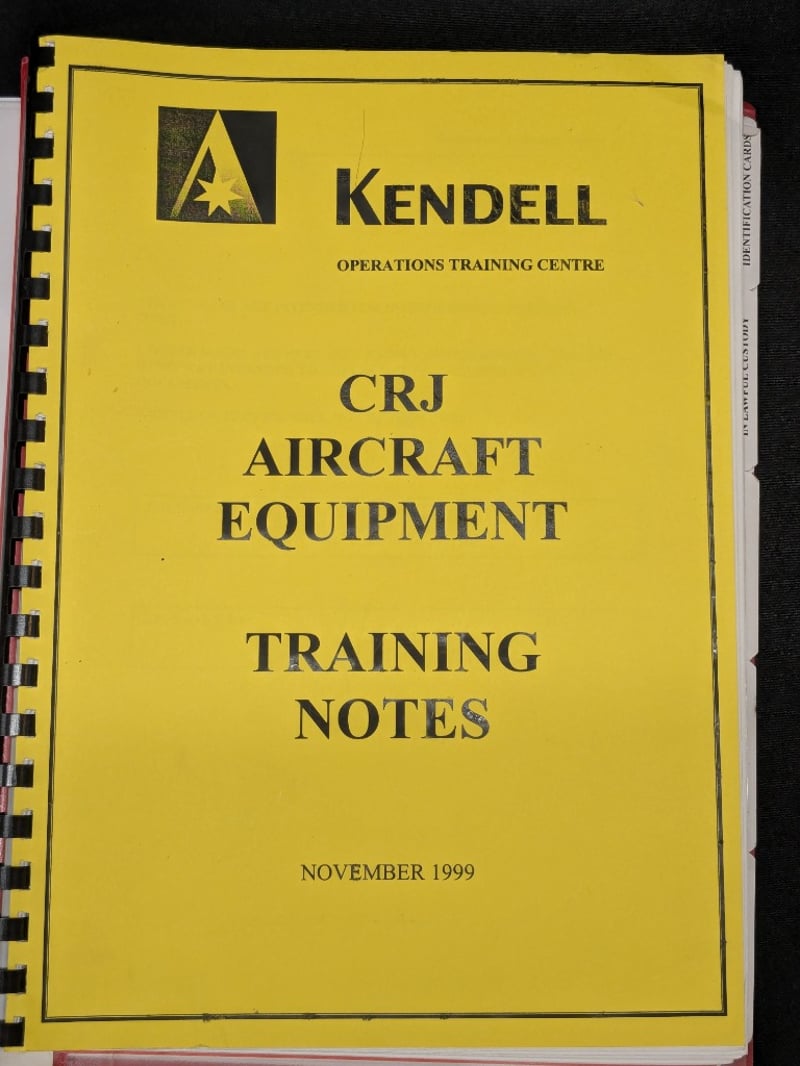 KENDELL
OPERATIONS TRAINING CENTRE
CRJ
AIRCRAFT
EQUIPMENT
TRAINING
NOTES
NOVEMBER 1999
IDENTIFICATION CARDS
IN LAWFUL CUSTODY